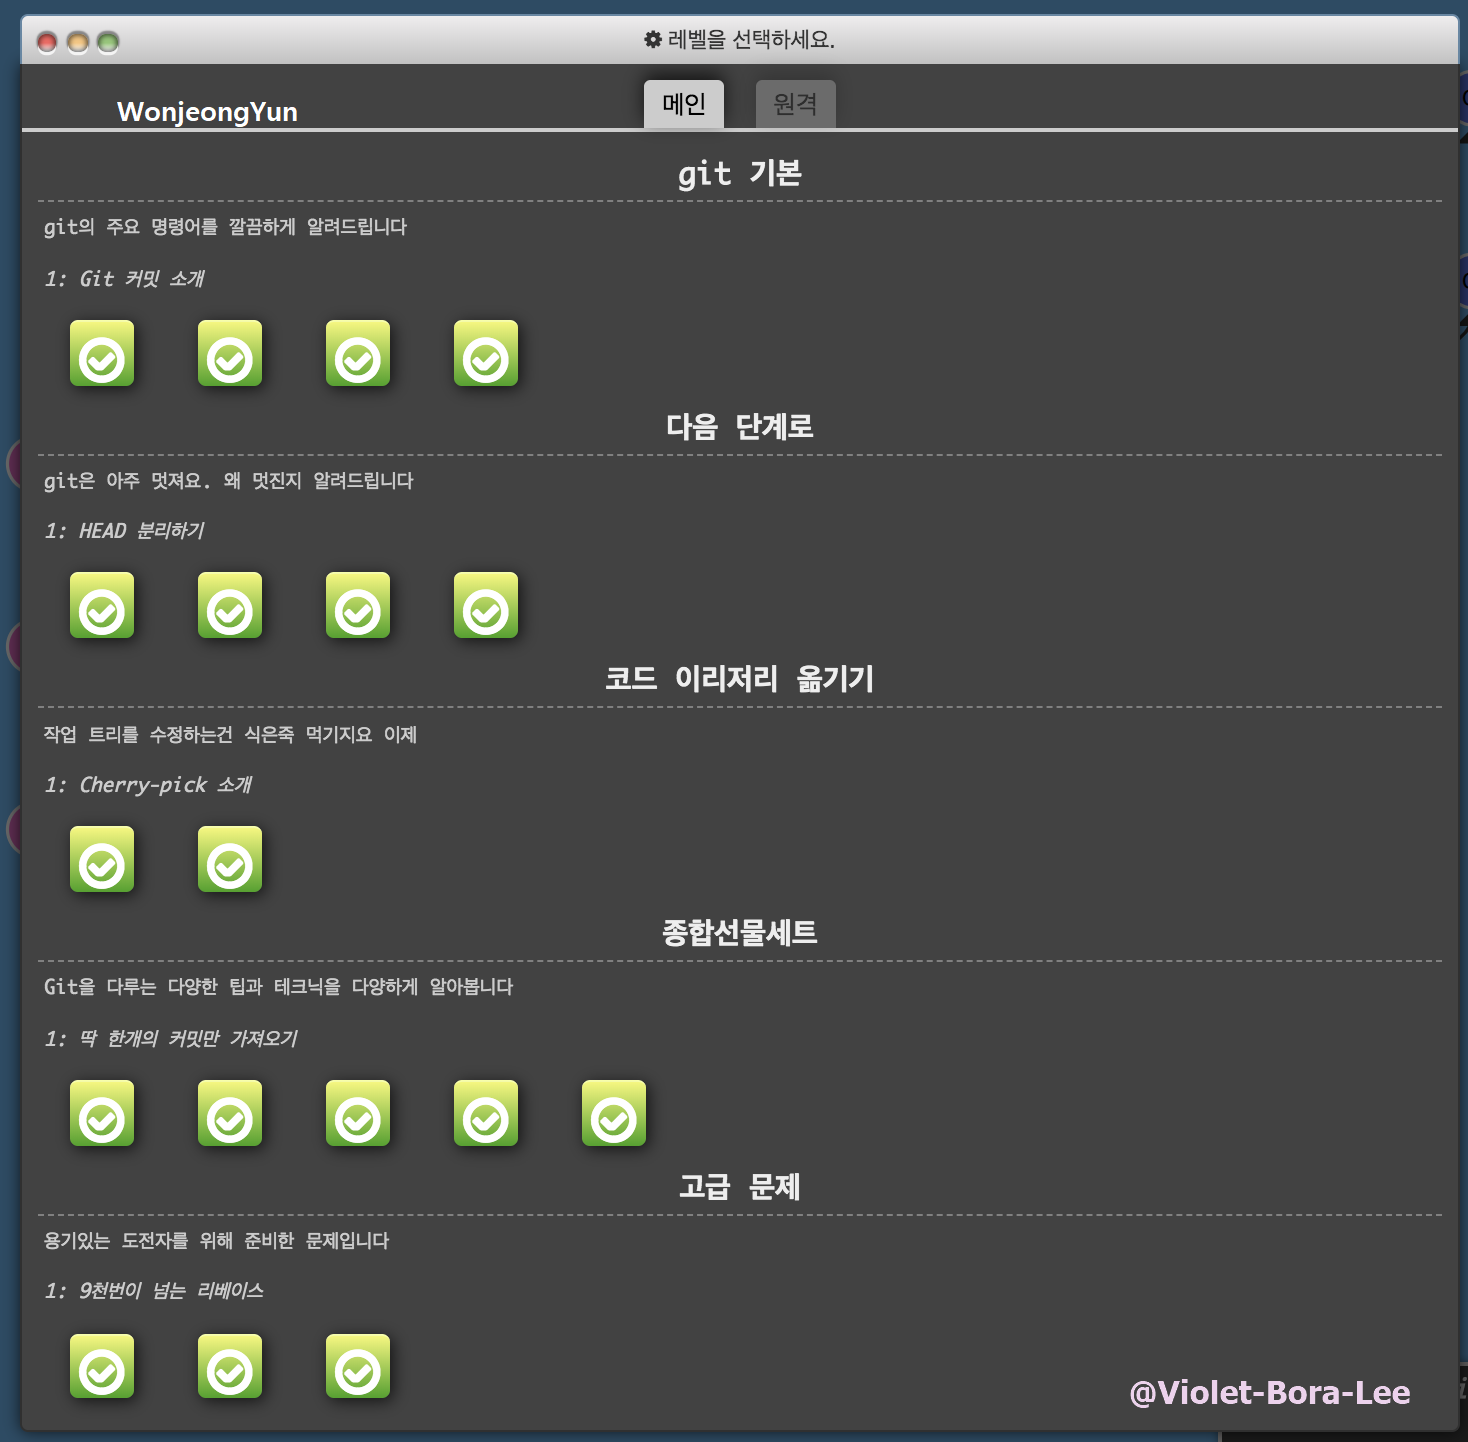 레벨을 선택하세요.
WonjeongYun
메인
원격
git 기본
git의 주요 명령어를 깔끔하게 알려드립니다
1: Git 커밋 소개
다음 단계로
git은 아주 멋져요. 왜 멋진지 알려드립니다
1: HEAD 분리하기
코드 이리저리 옮기기
작업 트리를 수정하는건 식은죽 먹기지요 이제
1: Cherry-pick 소개
종합선물세트
Git을 다루는 다양한 팁과 테크닉을 다양하게 알아봅니다
1: 딱 한개의 커밋만 가져오기
고급 문제
용기있는 도전자를 위해 준비한 문제입니다
1: 9천번이 넘는 리베이스
@Violet-Bora-Lee